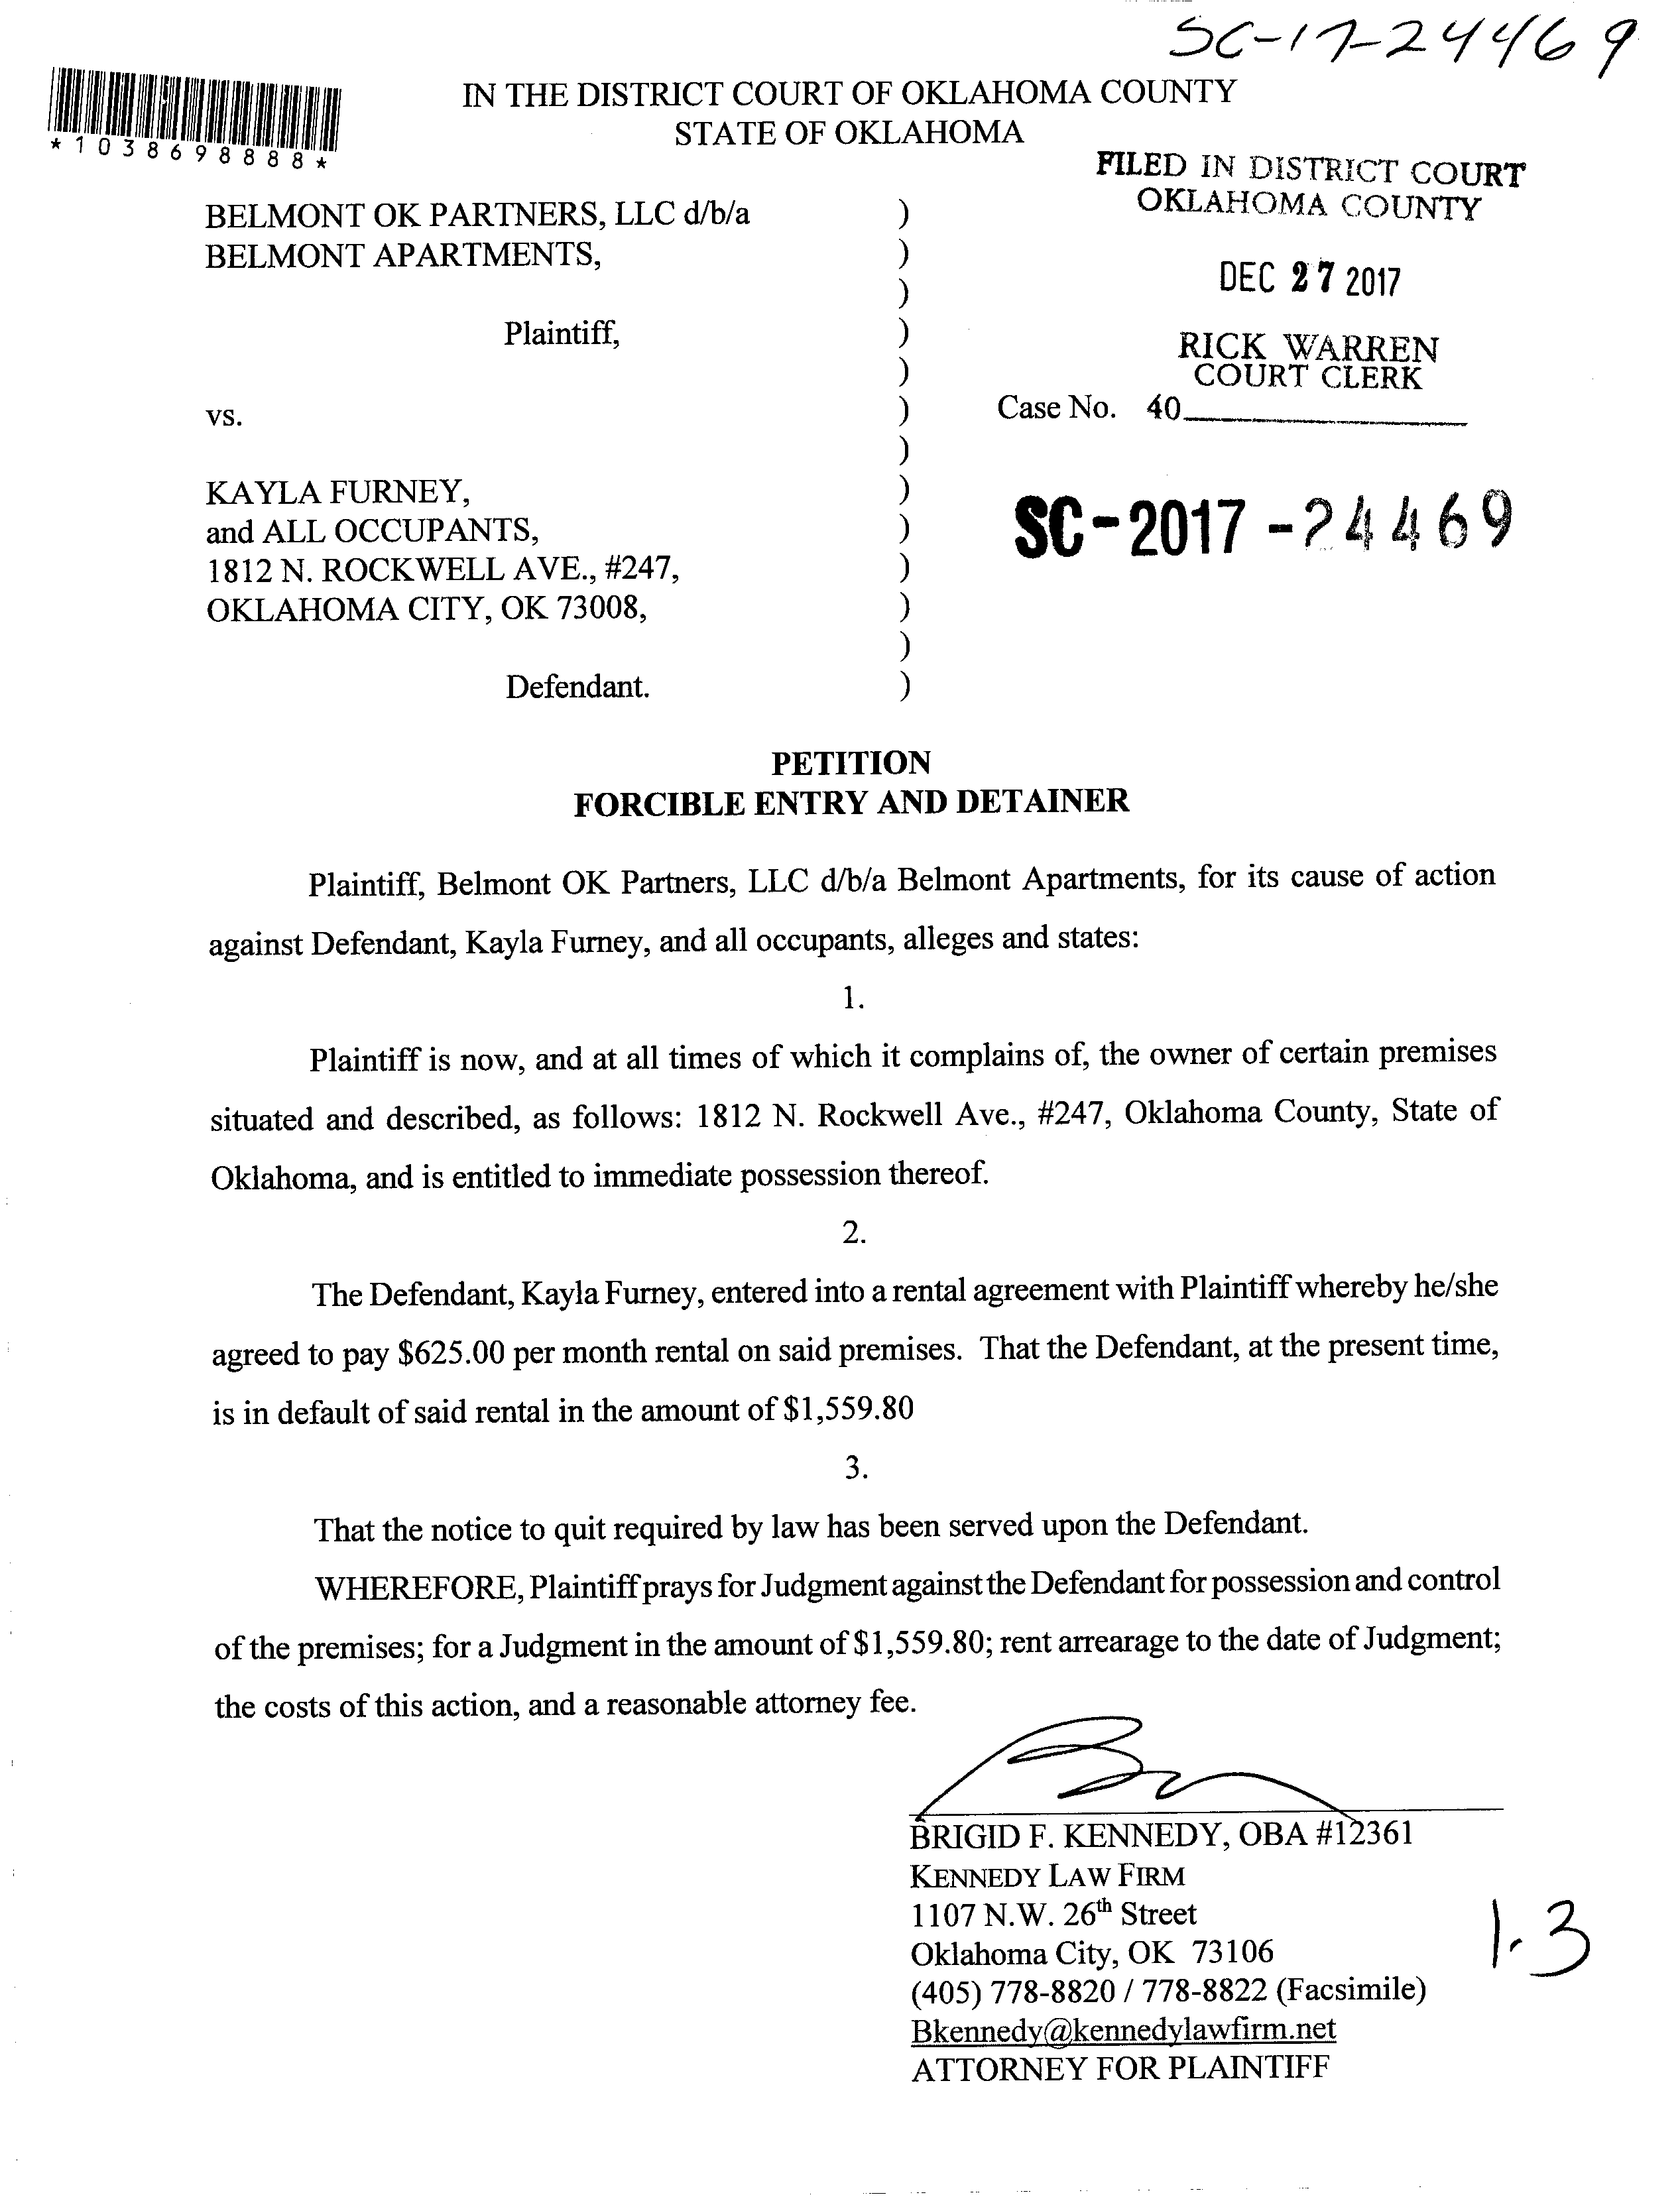 SC-17-24469
*1038698888*
IN THE DISTRICT COURT OF OKLAHOMA COUNTY
STATE OF OKLAHOMA
FILED IN DISTRICT COURT
OKLAHOMA COUNTY
DEC 27 2017
RICK WARREN
COURT CLERK
40
BELMONT OK PARTNERS, LLC d/b/a )
BELMONT APARTMENTS, )
)
Plaintiff, )
)
vs. ) Case No.
)
KAYLA FURNEY, )
and ALL OCCUPANTS, ) SC-2017-24469
1812 N. ROCKWELL AVE., #247, )
OKLAHOMA CITY, OK 73008, )
)
Defendant. )
PETITION
FORCIBLE ENTRY AND DETAINER
Plaintiff, Belmont OK Partners, LLC d/b/a Belmont Apartments, for its cause of action
against Defendant, Kayla Furney, and all occupants, alleges and states:
1.
Plaintiff is now, and at all times of which it complains of, the owner of certain premises
situated and described, as follows: 1812 N. Rockwell Ave., #247, Oklahoma County, State of
Oklahoma, and is entitled to immediate possession thereof.
2.
The Defendant, Kayla Furney, entered into a rental agreement with Plaintiff whereby he/she
agreed to pay $625.00 per month rental on said premises. That the Defendant, at the present time,
is in default of said rental in the amount of $1,559.80
3.
That the notice to quit required by law has been served upon the Defendant.
WHEREFORE, Plaintiff prays for Judgment against the Defendant for possession and control
of the premises; for a Judgment in the amount of $1,559.80; rent arrearage to the date of Judgment;
the costs of this action, and a reasonable attorney fee.
BRIGID F. KENNEDY, OBA #12361
KENNEDY LAW FIRM
1107 N.W. 26th Street
Oklahoma City, OK 73106
(405) 778-8820 / 778-8822 (Facsimile)
Bkennedy@kennedylawfirm.net
ATTORNEY FOR PLAINTIFF
1-3